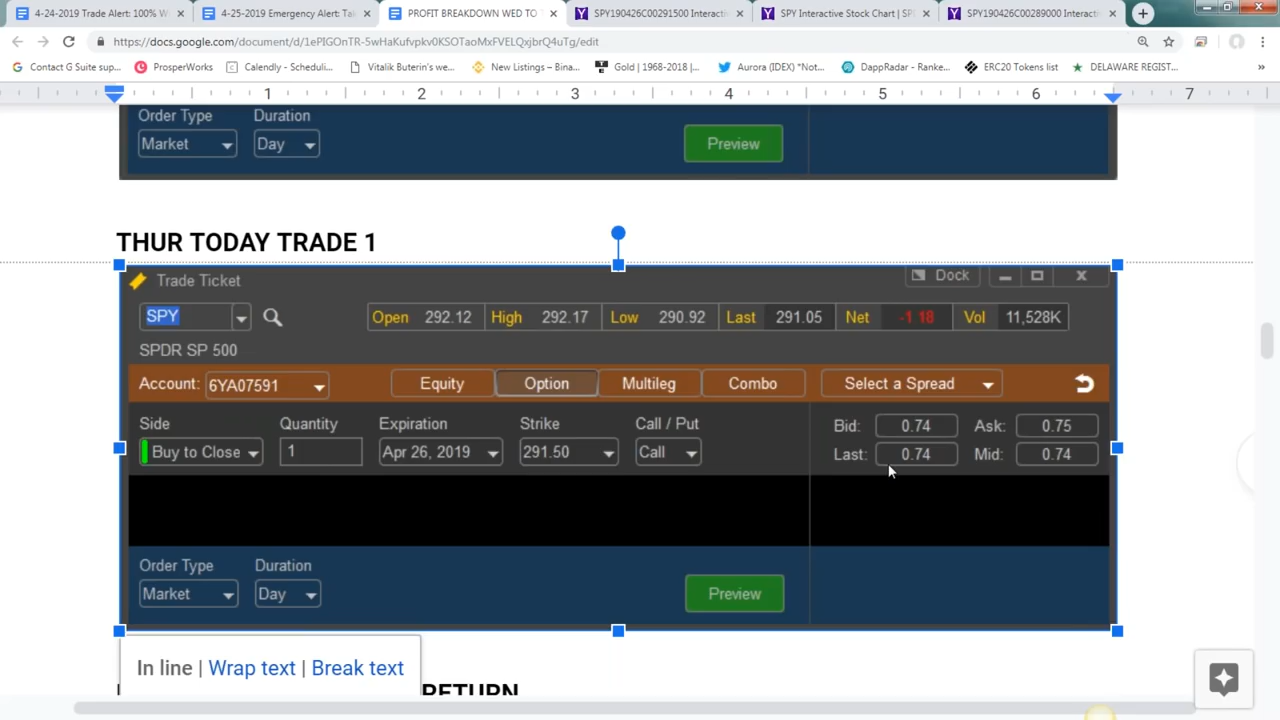 4-24-2019 Trade Alert: 100% W
4-25-2019 Emergency Alert: Tak
PROFIT BREAKDOWN WED TO
SPY190426C00291500 Interacti
SPY Interactive Stock Chart | SP
SPY190426C00289000 Interact
https://docs.google.com/document/d/1ePIGOnTR-5wHaKufvpkv0KSOTaoMxFVELQxjbrQ4uTg/edit
Contact G Suite sup...
ProsperWorks
Calendly - Scheduli...
Vitalik Buterin's we...
New Listings – Bina...
Gold | 1968-2018 |...
Aurora (IDEX) *Not...
DappRadar - Ranke...
ERC20 Tokens list
DELAWARE REGIST...
»
1 2 3 4 5 6 7
Order Type Duration
Market Day Preview
THUR TODAY TRADE 1
Trade Ticket Dock
SPY Open 292.12 High 292.17 Low 290.92 Last 291.05 Net -1 18 Vol 11,528K
SPDR SP 500
Account: 6YA07591 Equity Option Multileg Combo Select a Spread
Side Quantity Expiration Strike Call / Put Bid: 0.74 Ask: 0.75
Buy to Close 1 Apr 26, 2019 291.50 Call Last: 0.74 Mid: 0.74
Order Type Duration
Market Day Preview
In line | Wrap text | Break text
RETURN